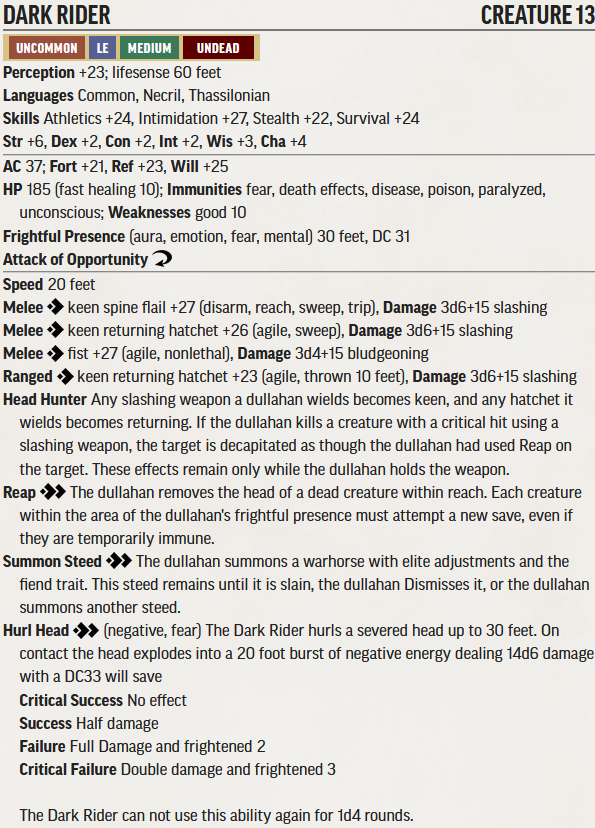 DARK RIDER CREATURE 13
UNCOMMON LE MEDIUM UNDEAD
Perception +23; lifesense 60 feet
Languages Common, Necril, Thassilonian
Skills Athletics +24, Intimidation +27, Stealth +22, Survival +24
Str +6, Dex +2, Con +2, Int +2, Wis +3, Cha +4
AC 37; Fort +21, Ref +23, Will +25
HP 185 (fast healing 10); Immunities fear, death effects, disease, poison, paralyzed,
unconscious; Weaknesses good 10
Frightful Presence (aura, emotion, fear, mental) 30 feet, DC 31
Attack of Opportunity
Speed 20 feet
Melee keen spine flail +27 (disarm, reach, sweep, trip), Damage 3d6+15 slashing
Melee keen returning hatchet +26 (agile, sweep), Damage 3d6+15 slashing
Melee fist +27 (agile, nonlethal), Damage 3d4+15 bludgeoning
Ranged keen returning hatchet +23 (agile, thrown 10 feet), Damage 3d6+15 slashing
Head Hunter Any slashing weapon a dullahan wields becomes keen, and any hatchet it
wields becomes returning. If the dullahan kills a creature with a critical hit using a
slashing weapon, the target is decapitated as though the dullahan had used Reap on
the target. These effects remain only while the dullahan holds the weapon.
Reap The dullahan removes the head of a dead creature within reach. Each creature
within the area of the dullahan's frightful presence must attempt a new save, even if
they are temporarily immune.
Summon Steed The dullahan summons a warhorse with elite adjustments and the
fiend trait. This steed remains until it is slain, the dullahan Dismisses it, or the dullahan
summons another steed.
Hurl Head (negative, fear) The Dark Rider hurls a severed head up to 30 feet. On
contact the head explodes into a 20 foot burst of negative energy dealing 14d6 damage
with a DC33 will save
Critical Success No effect
Success Half damage
Failure Full Damage and frightened 2
Critical Failure Double damage and frightened 3
The Dark Rider can not use this ability again for 1d4 rounds.